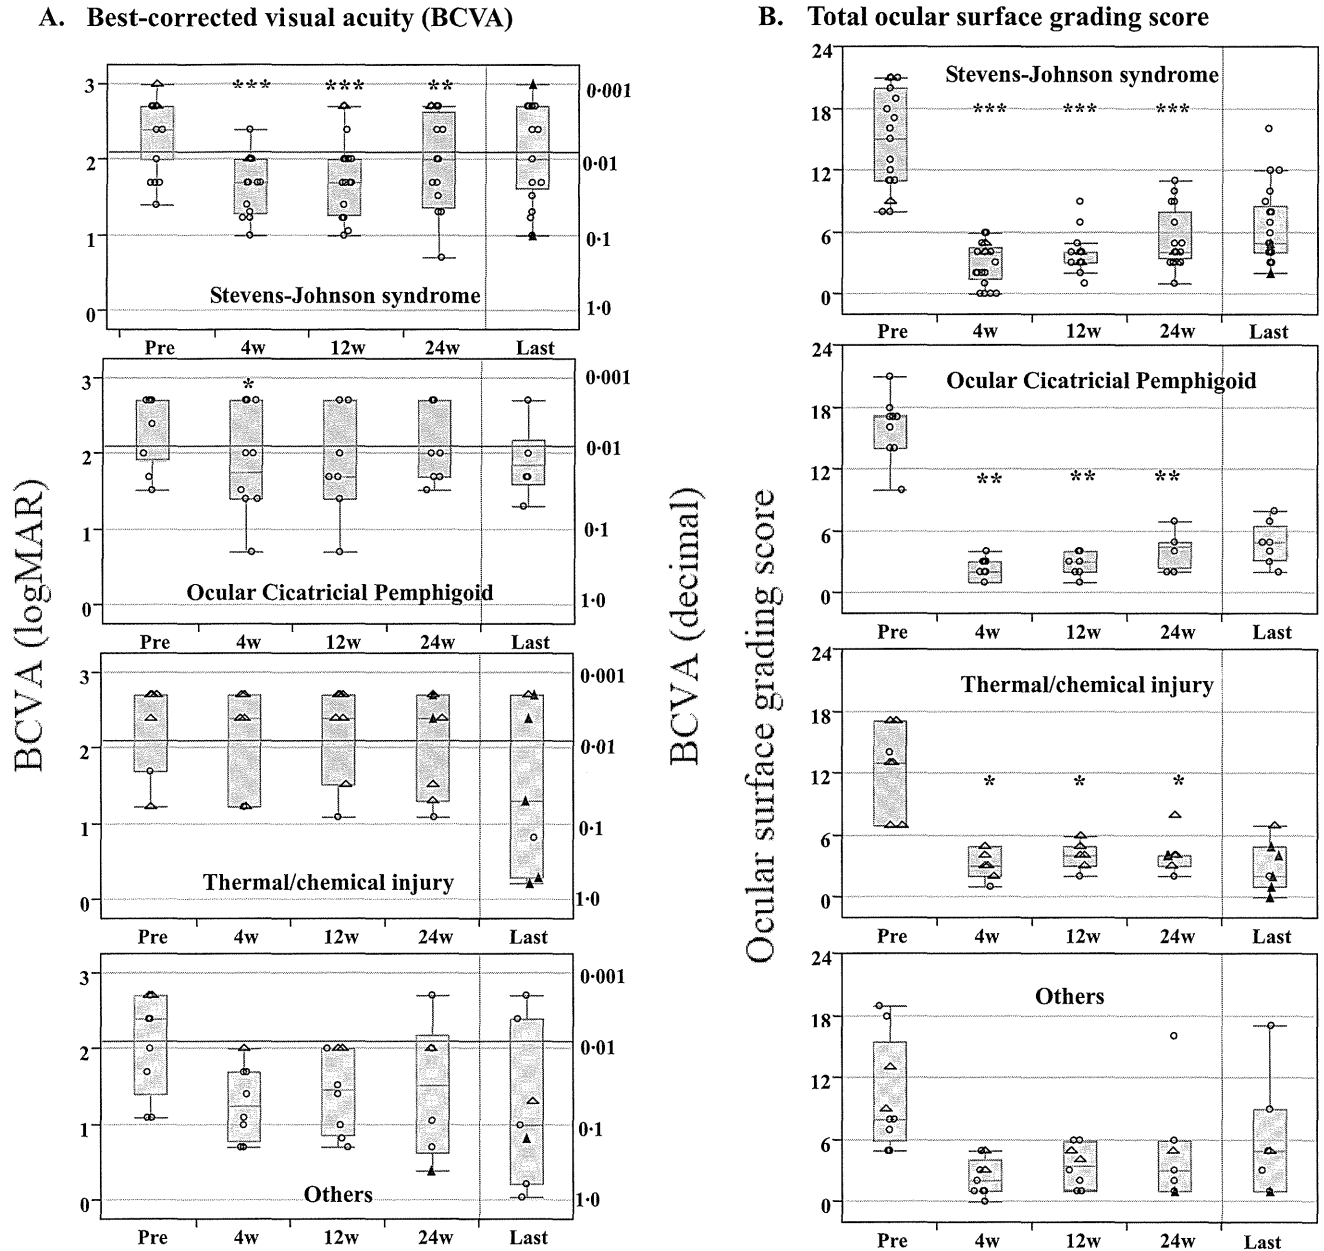 A. Best-corrected visual acuity (BCVA)
BCVA (logMAR)
BCVA (decimal)
3
2
1
0
*** *** **
0·001
0·01
0·1
1·0
Stevens-Johnson syndrome
Pre 4w 12w 24w Last
3
2
1
0
*
0·001
0·01
0·1
1·0
Ocular Cicatricial Pemphigoid
Pre 4w 12w 24w Last
3
2
1
0
0·001
0·01
0·1
1·0
Thermal/chemical injury
Pre 4w 12w 24w Last
3
2
1
0
0·001
0·01
0·1
1·0
Others
Pre 4w 12w 24w Last
B. Total ocular surface grading score
Ocular surface grading score
24
18
12
6
0
Stevens-Johnson syndrome
*** *** ***
Pre 4w 12w 24w Last
24
18
12
6
0
Ocular Cicatricial Pemphigoid
** ** **
Pre 4w 12w 24w Last
24
18
12
6
0
Thermal/chemical injury
* * *
Pre 4w 12w 24w Last
24
18
12
6
0
Others
Pre 4w 12w 24w Last